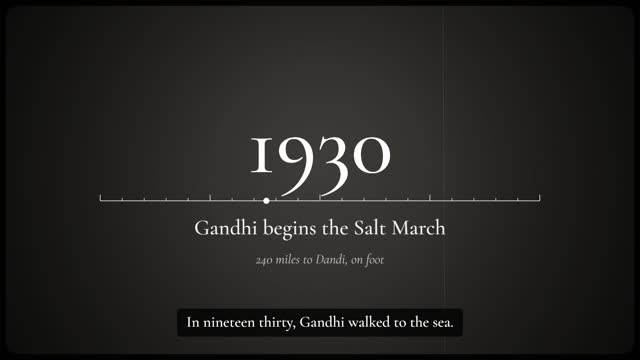 1930
Gandhi begins the Salt March
240 miles to Dandi, on foot
In nineteen thirty, Gandhi walked to the sea.